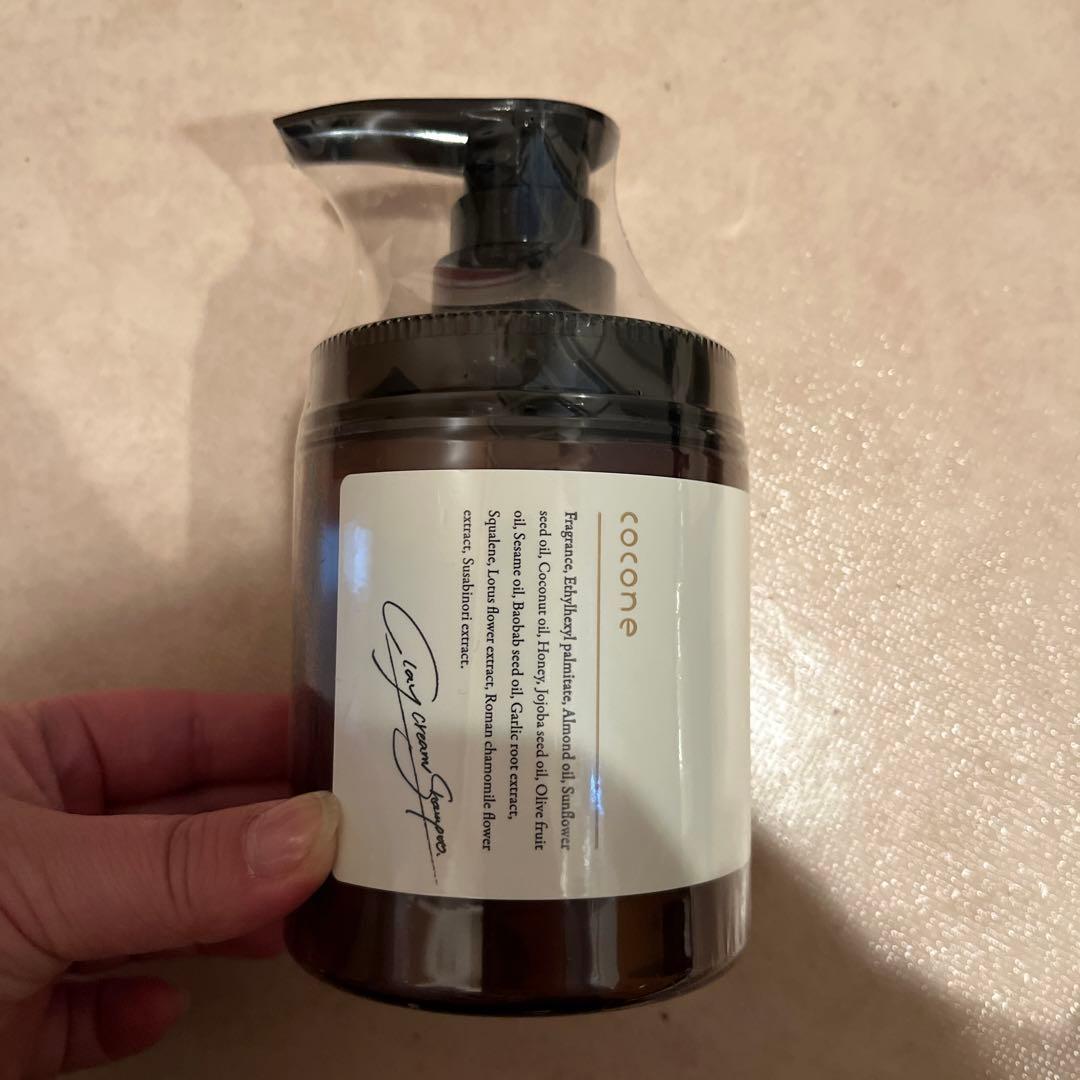 cocone
Fragrance, Ethylhexyl palmitate, Almond oil, Sunflower
seed oil, Coconut oil, Honey, Jojoba seed oil, Olive fruit
oil, Sesame oil, Baobab seed oil, Garlic root extract,
Squalene, Lotus flower extract, Roman chamomile flower
extract, Susabinori extract.
Clay cream Shampoo.